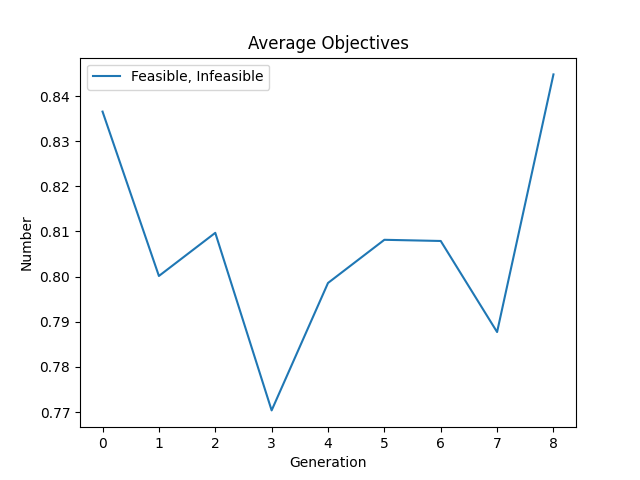 Average Objectives
Feasible, Infeasible
0.84
0.83
0.82
0.81
0.80
0.79
0.78
0.77
Number
0 1 2 3 4 5 6 7 8
Generation